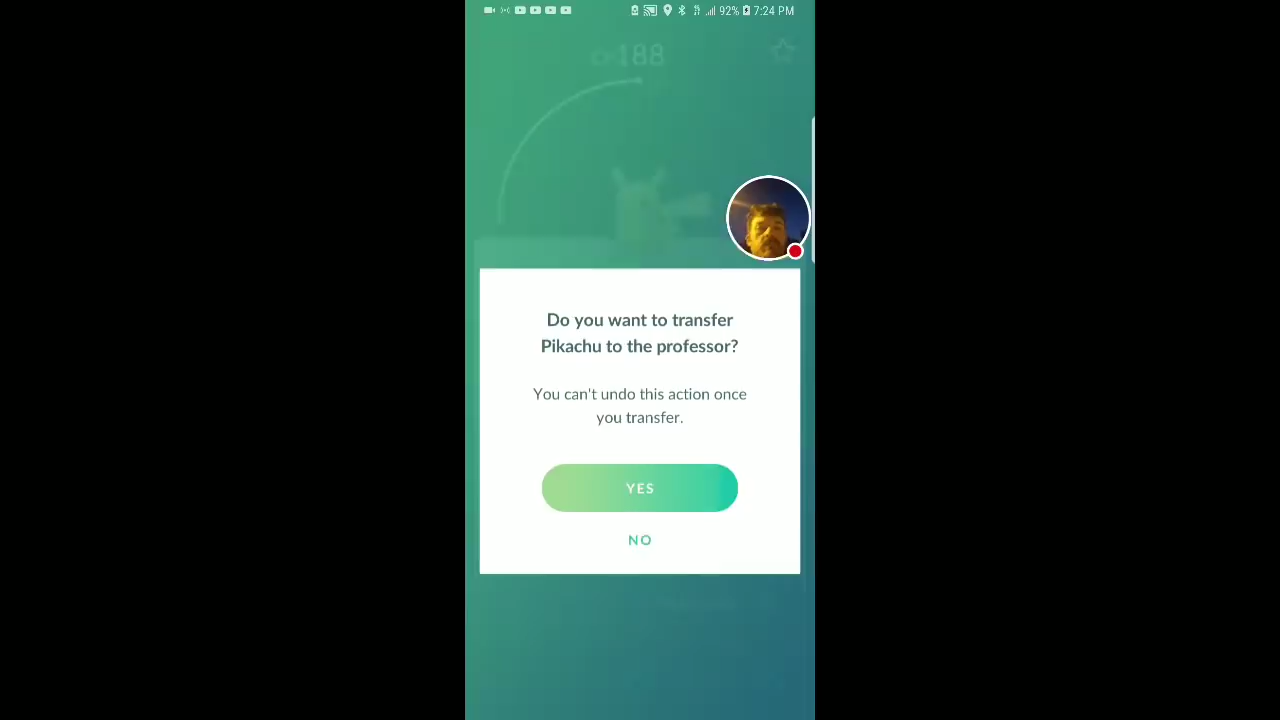 92% 7:24 PM
CP188
Do you want to transfer
Pikachu to the professor?
You can't undo this action once
you transfer.
YES
NO